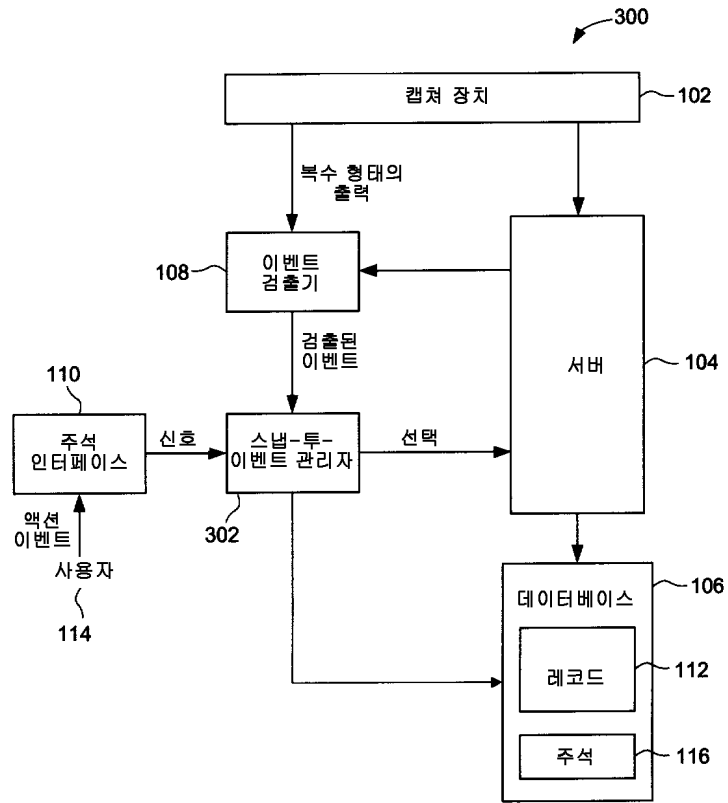 300
캡쳐 장치
102
복수 형태의
출력
108
이벤트
검출기
검출된
이벤트
서버
104
110
주석
인터페이스
신호
스냅-투-
이벤트 관리자
선택
302
액션
이벤트
사용자
114
106
데이터베이스
레코드
112
주석
116